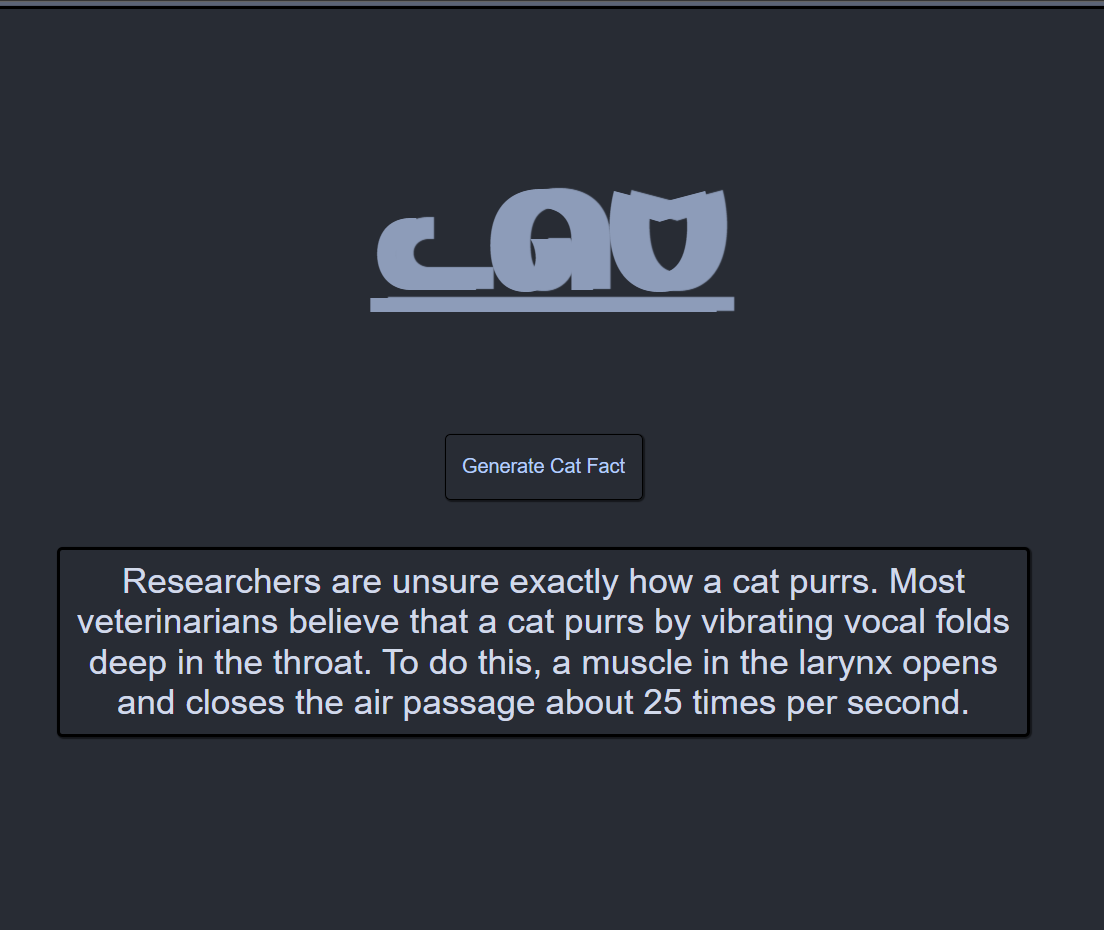 Generate Cat Fact
Researchers are unsure exactly how a cat purrs. Most
veterinarians believe that a cat purrs by vibrating vocal folds
deep in the throat. To do this, a muscle in the larynx opens
and closes the air passage about 25 times per second.